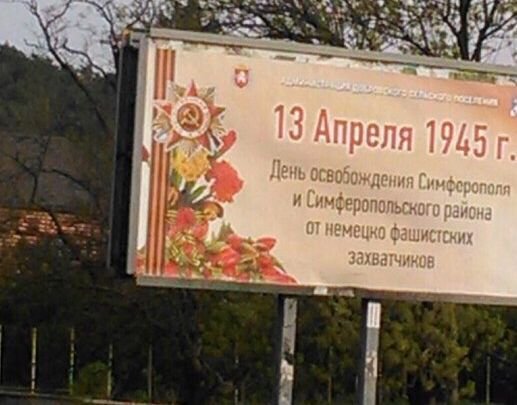 АДМИНИСТРАЦИЯ ДОБРОВСКОГО СЕЛЬСКОГО ПОСЕЛЕНИЯ
13 Апреля 1945 г.
День освобождения Симферополя
и Симферопольского района
от немецко фашистских
захватчиков